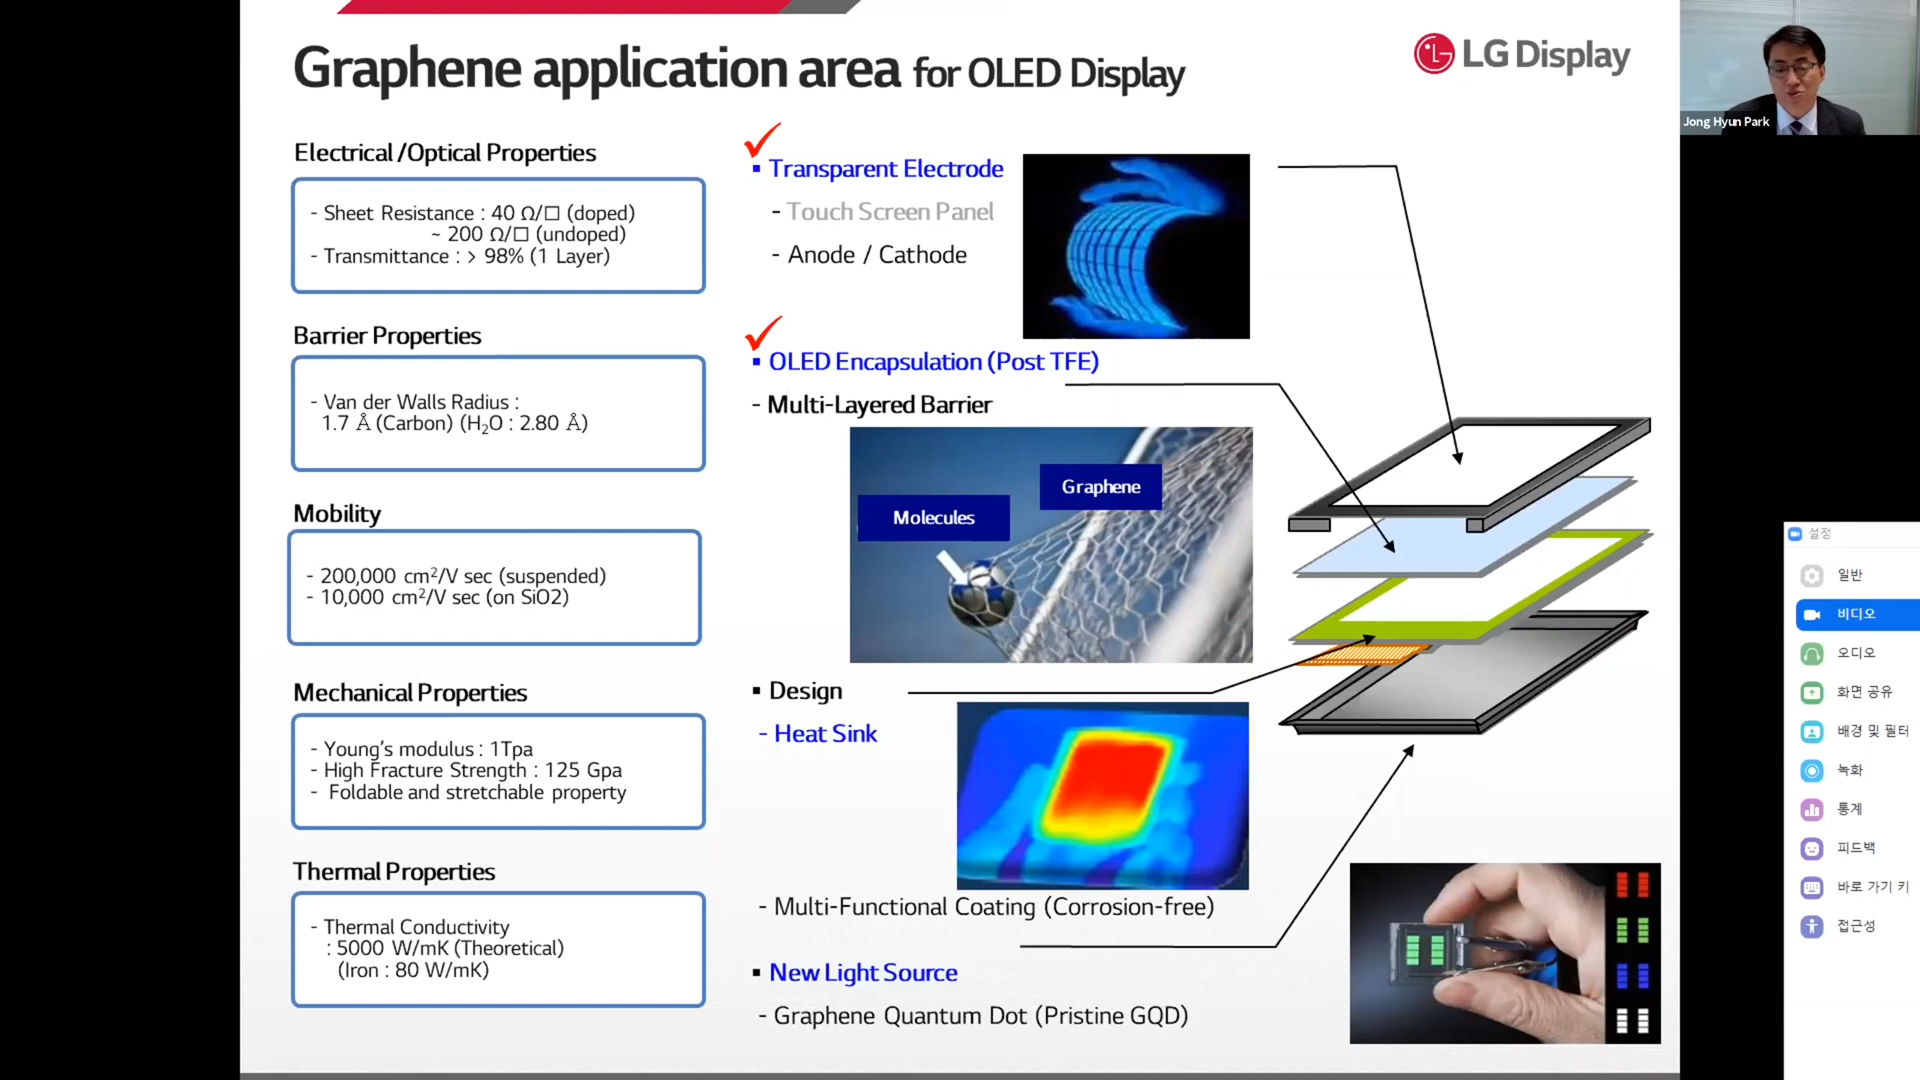 Graphene application area for OLED Display
LG Display
Jong Hyun Park
Electrical /Optical Properties
- Sheet Resistance : 40 Ω/□ (doped)
~ 200 Ω/□ (undoped)
- Transmittance : > 98% (1 Layer)
Barrier Properties
- Van der Walls Radius :
1.7 Å (Carbon) (H₂O : 2.80 Å)
Mobility
- 200,000 cm²/V sec (suspended)
- 10,000 cm²/V sec (on SiO2)
Mechanical Properties
- Young's modulus : 1Tpa
- High Fracture Strength : 125 Gpa
- Foldable and stretchable property
Thermal Properties
- Thermal Conductivity
: 5000 W/mK (Theoretical)
(Iron : 80 W/mK)
▪ Transparent Electrode
- Touch Screen Panel
- Anode / Cathode
▪ OLED Encapsulation (Post TFE)
- Multi-Layered Barrier
Graphene
Molecules
▪ Design
- Heat Sink
- Multi-Functional Coating (Corrosion-free)
▪ New Light Source
- Graphene Quantum Dot (Pristine GQD)
설정
일반
비디오
오디오
화면 공유
배경 및 필터
녹화
통계
피드백
바로 가기 키
접근성